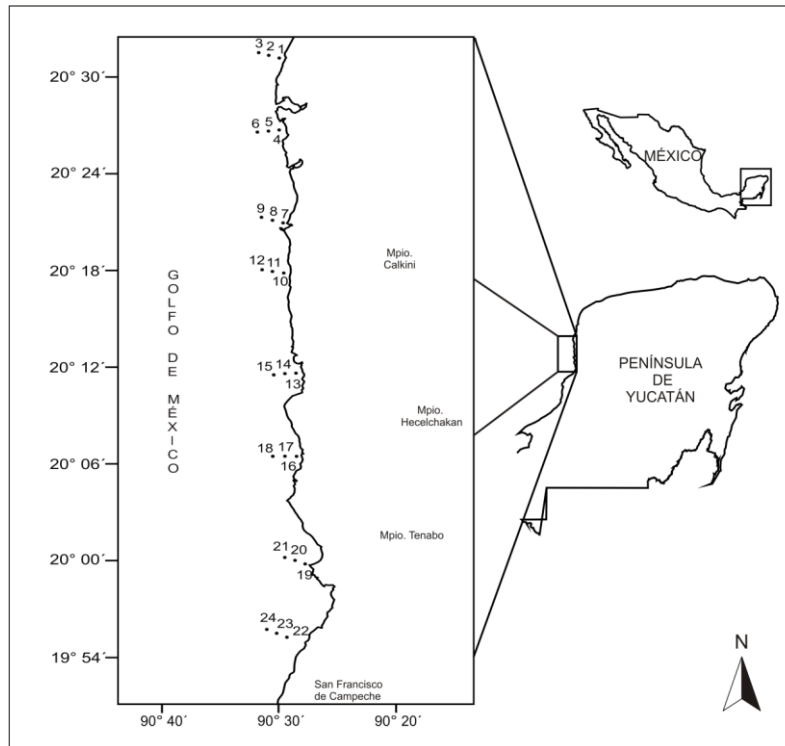 3 2 1
20° 30´
6 5 4
20° 24´
9 8 7
12 11 10
20° 18´
Mpio.
Calkini
GOLFO DE MÉXICO
15 14 13
20° 12´
Mpio.
Hecelchakan
18 17 16
20° 06´
Mpio. Tenabo
21 20 19
20° 00´
24 23 22
19° 54´
San Francisco
de Campeche
90° 40´ 90° 30´ 90° 20´
MÉXICO
PENÍNSULA
DE
YUCATÁN
N